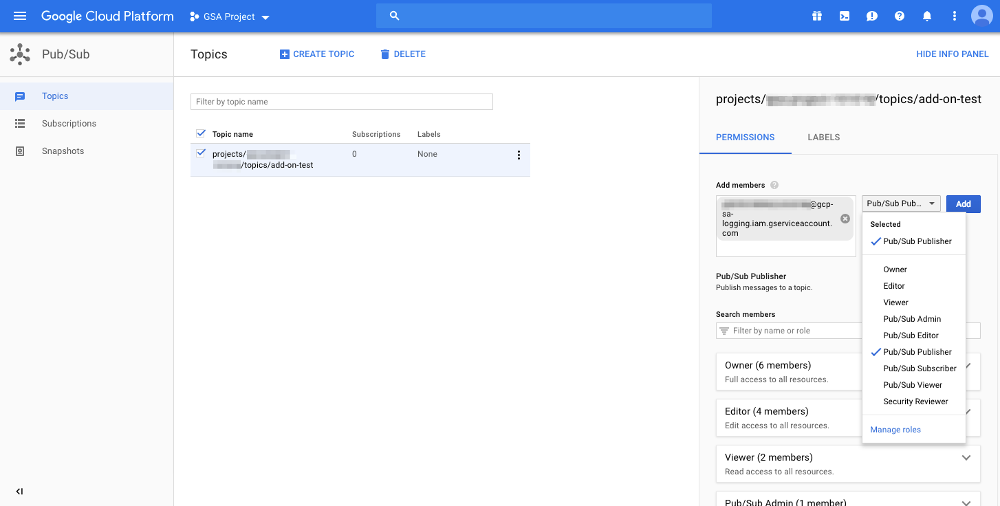 Google Cloud Platform
GSA Project
Pub/Sub
Topics
CREATE TOPIC
DELETE
HIDE INFO PANEL
Topics
Subscriptions
Snapshots
Filter by topic name
Topic name
Subscriptions
Labels
projects/
/topics/add-on-test
0
None
projects/ /topics/add-on-test
PERMISSIONS
LABELS
Add members
@gcp-
sa-
logging.iam.gserviceaccount.
com
Pub/Sub Pub...
Add
Selected
Pub/Sub Publisher
Owner
Editor
Viewer
Pub/Sub Admin
Pub/Sub Editor
Pub/Sub Publisher
Pub/Sub Subscriber
Pub/Sub Viewer
Security Reviewer
Manage roles
Pub/Sub Publisher
Publish messages to a topic.
Search members
Filter by name or role
Owner (6 members)
Full access to all resources.
Editor (4 members)
Edit access to all resources.
Viewer (2 members)
Read access to all resources.
Pub/Sub Admin (1 member)